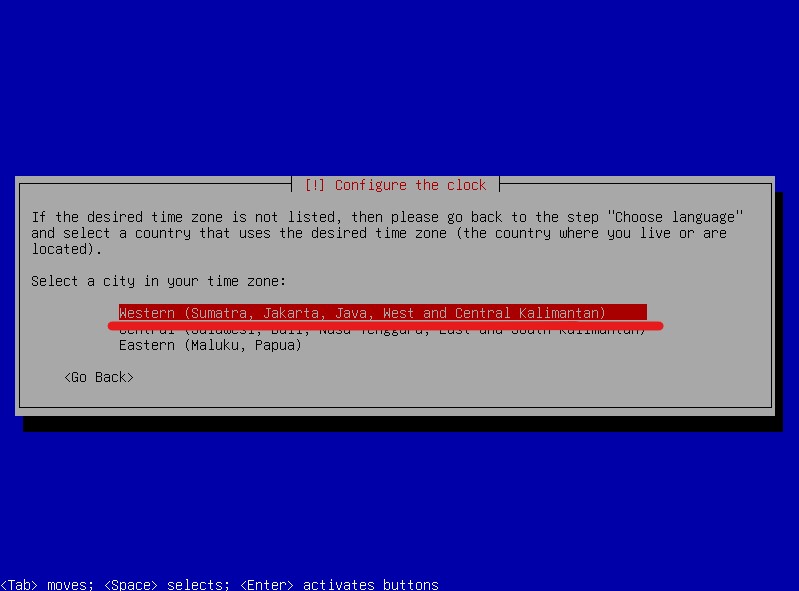 [!] Configure the clock
If the desired time zone is not listed, then please go back to the step "Choose language"
and select a country that uses the desired time zone (the country where you live or are
located).
Select a city in your time zone:
Western (Sumatra, Jakarta, Java, West and Central Kalimantan)
Central (Sulawesi, Bali, Nusa Tenggara, East and South Kalimantan)
Eastern (Maluku, Papua)
<Go Back>
<Tab> moves; <Space> selects; <Enter> activates buttons